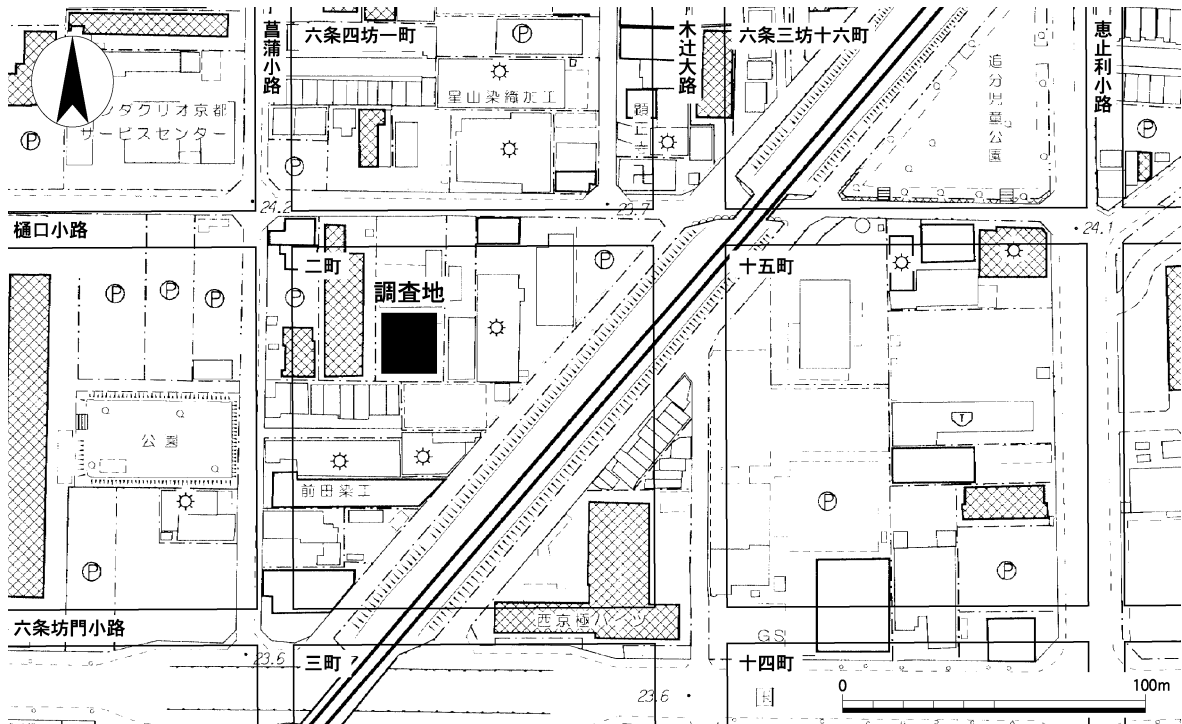 菖蒲小路
六条四坊一町
Ⓟ
木辻大路
六条三坊十六町
恵止利小路
星山染織加工
追分児童公園
サービスセンター
Ⓟ
Ⓟ
Ⓟ
24.2
23.7
24.1
樋口小路
二町
十五町
調査地
Ⓟ
Ⓟ
Ⓟ
Ⓟ
Ⓟ
公園
前田染工
Ⓟ
Ⓟ
Ⓟ
西京極ハイツ
六条坊門小路
GS
23.6
三町
十四町
23.6
0
100m